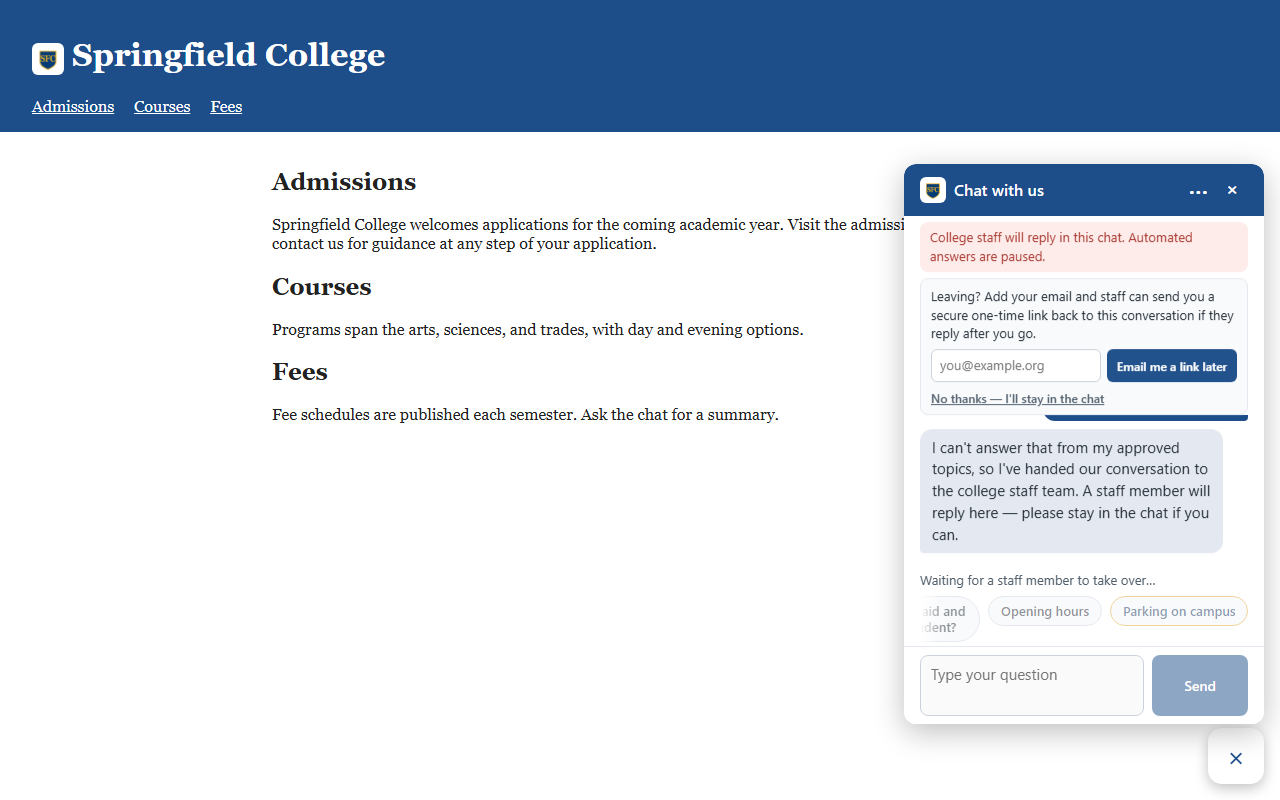 SFC Springfield College
Admissions Courses Fees
Admissions
Springfield College welcomes applications for the coming academic year. Visit the
contact us for guidance at any step of your application.
Courses
Programs span the arts, sciences, and trades, with day and evening options.
Fees
Fee schedules are published each semester. Ask the chat for a summary.
SFC Chat with us
College staff will reply in this chat. Automated
answers are paused.
Leaving? Add your email and staff can send you a
secure one-time link back to this conversation if they
reply after you go.
you@example.org Email me a link later
No thanks — I'll stay in the chat
I can't answer that from my approved
topics, so I've handed our conversation to
the college staff team. A staff member will
reply here — please stay in the chat if you
can.
Waiting for a staff member to take over…
aid and
Opening hours Parking on campus
Type your question Send